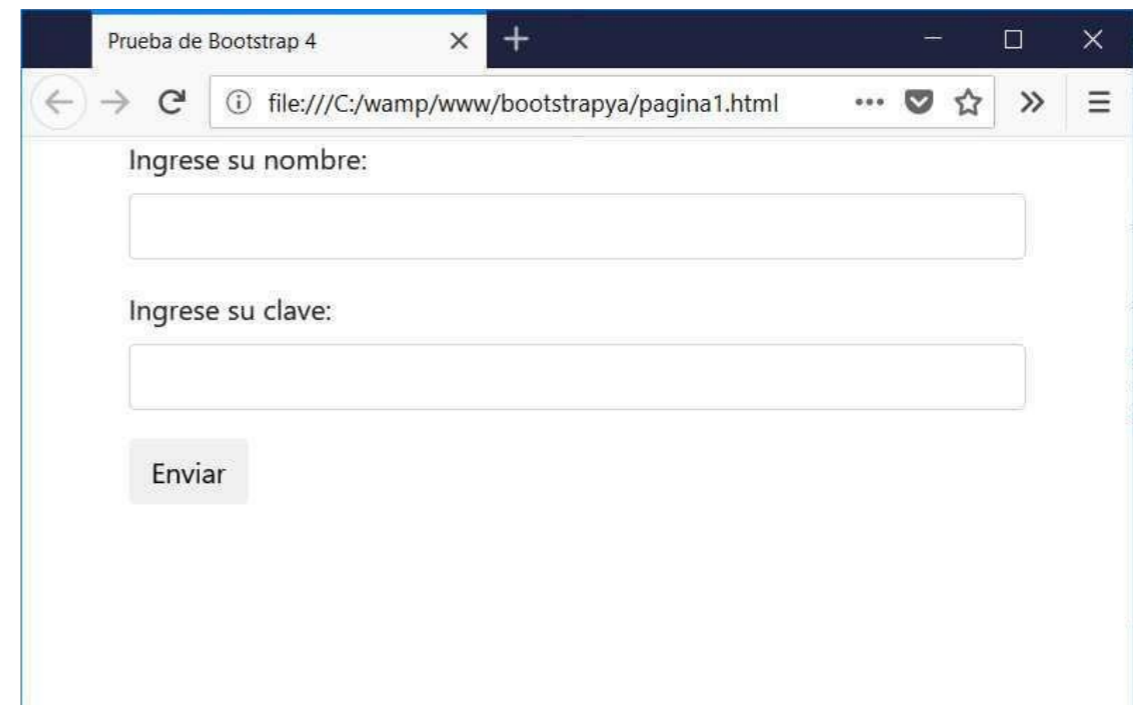 Prueba de Bootstrap 4
file:///C:/wamp/www/bootstrapya/pagina1.html
Ingrese su nombre:
Ingrese su clave:
Enviar